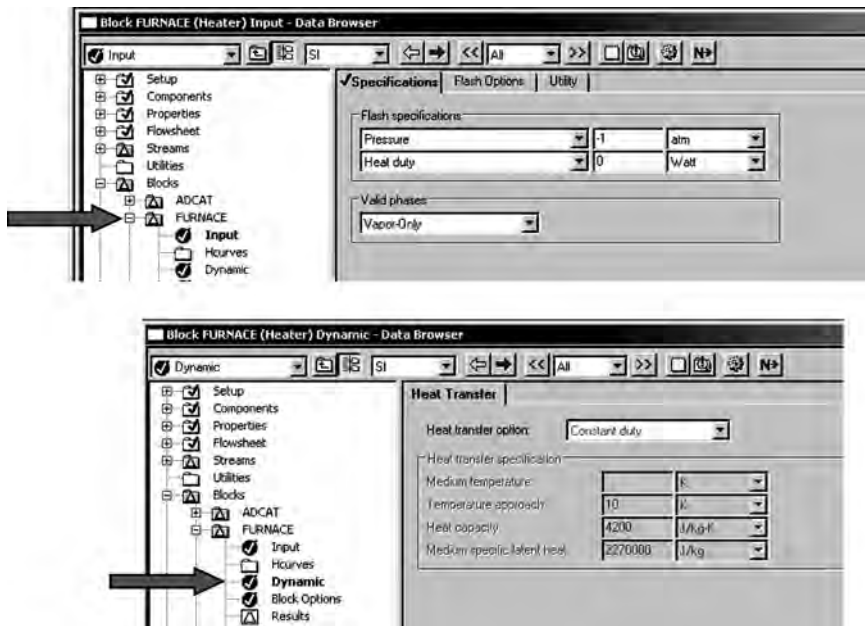 Block FURNACE (Heater) Input - Data Browser
Input SI << All >> N➔
Setup
Components
Properties
Flowsheet
Streams
Utilities
Blocks
ADCAT
FURNACE
Input
Hcurves
Dynamic
Specifications Flash Options Utility
Flash specifications
Pressure -1 atm
Heat duty 0 Watt
Valid phases
Vapor-Only
Block FURNACE (Heater) Dynamic - Data Browser
Dynamic SI << All >> N➔
Setup
Components
Properties
Flowsheet
Streams
Utilities
Blocks
ADCAT
FURNACE
Input
Hcurves
Dynamic
Block Options
Results
Heat Transfer
Heat transfer option: Constant duty
Heat transfer specification
Medium temperature: K
Temperature approach: 10 K
Heat capacity: 4200 J/kg-K
Medium specific latent heat: 2270000 J/kg